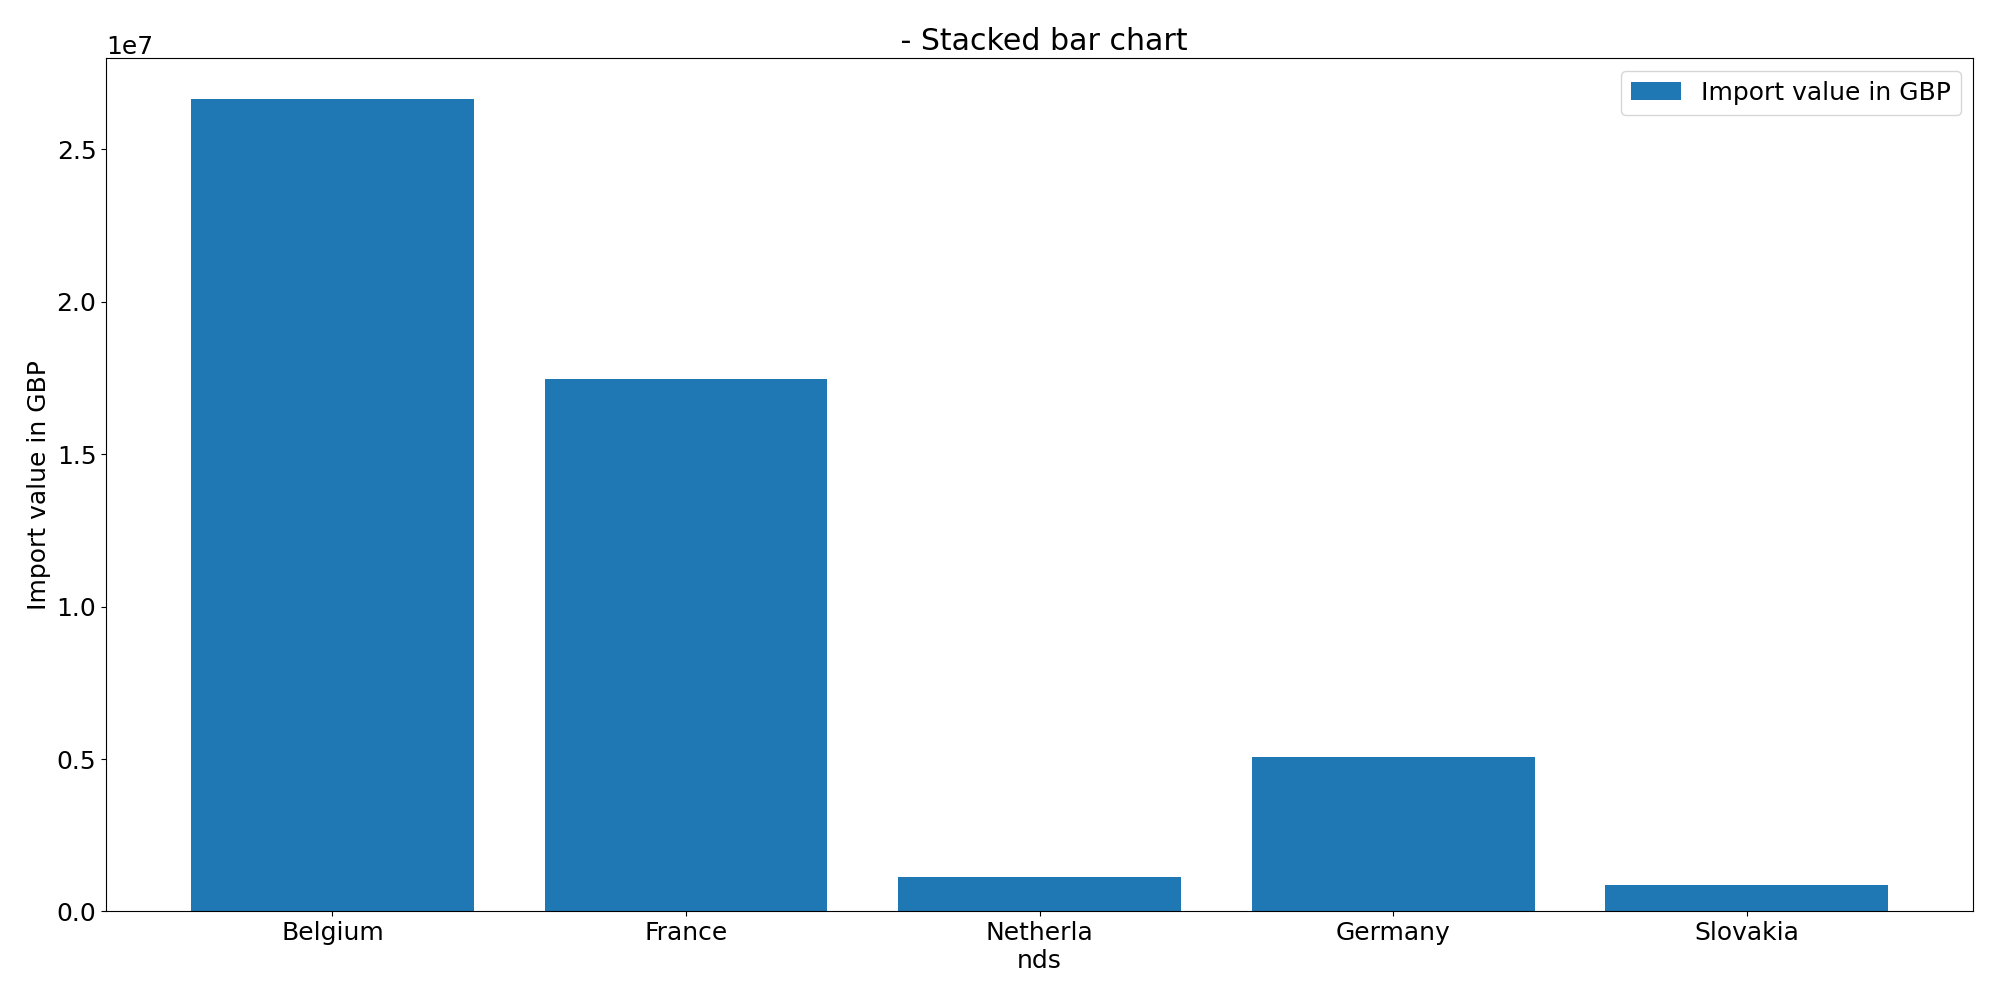 - Stacked bar chart
1e7
Import value in GBP
2.5
2.0
1.5
1.0
0.5
0.0
Import value in GBP
Belgium
France
Netherla
nds
Germany
Slovakia